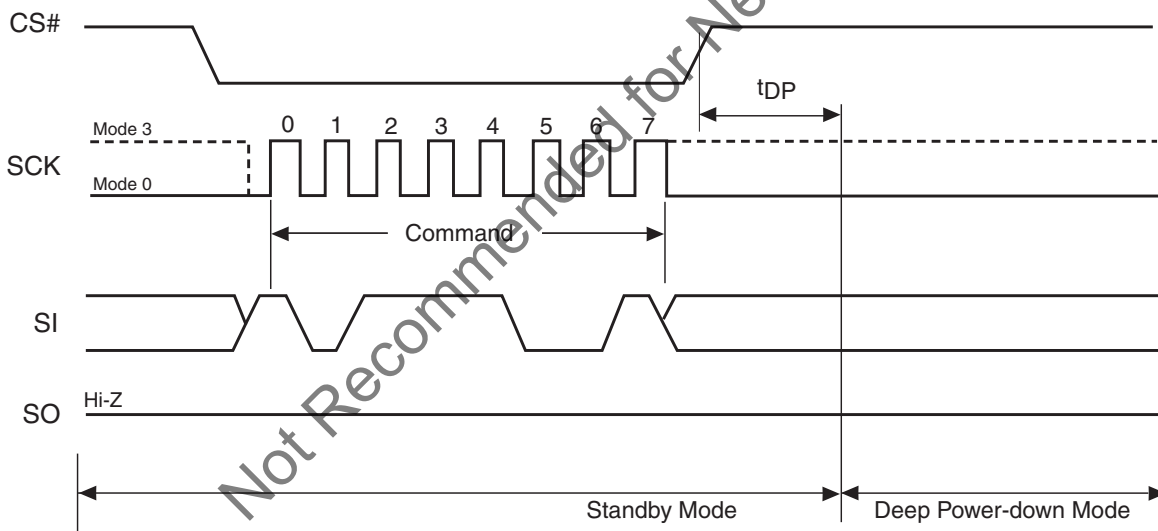 CS#
tDP
Mode 3
0 1 2 3 4 5 6 7
SCK
Mode 0
Command
SI
Hi-Z
SO
Standby Mode
Deep Power-down Mode
Not Recommended for Ne